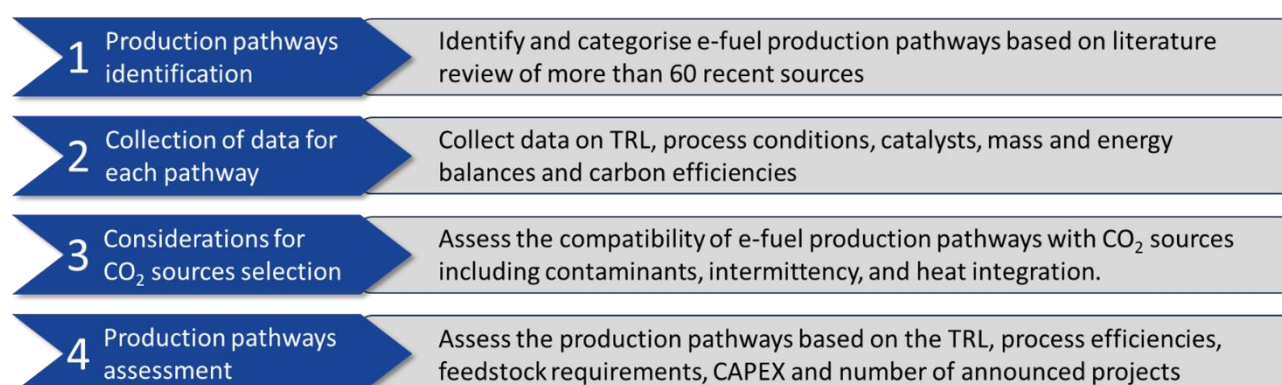 1 Production pathways
identification
Identify and categorise e-fuel production pathways based on literature
review of more than 60 recent sources
2 Collection of data for
each pathway
Collect data on TRL, process conditions, catalysts, mass and energy
balances and carbon efficiencies
3 Considerations for
CO₂ sources selection
Assess the compatibility of e-fuel production pathways with CO₂ sources
including contaminants, intermittency, and heat integration.
4 Production pathways
assessment
Assess the production pathways based on the TRL, process efficiencies,
feedstock requirements, CAPEX and number of announced projects